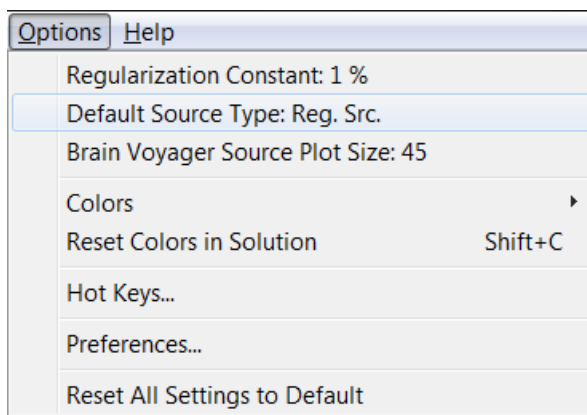 Options Help
Regularization Constant: 1 %
Default Source Type: Reg. Src.
Brain Voyager Source Plot Size: 45
Colors
Reset Colors in Solution Shift+C
Hot Keys...
Preferences...
Reset All Settings to Default